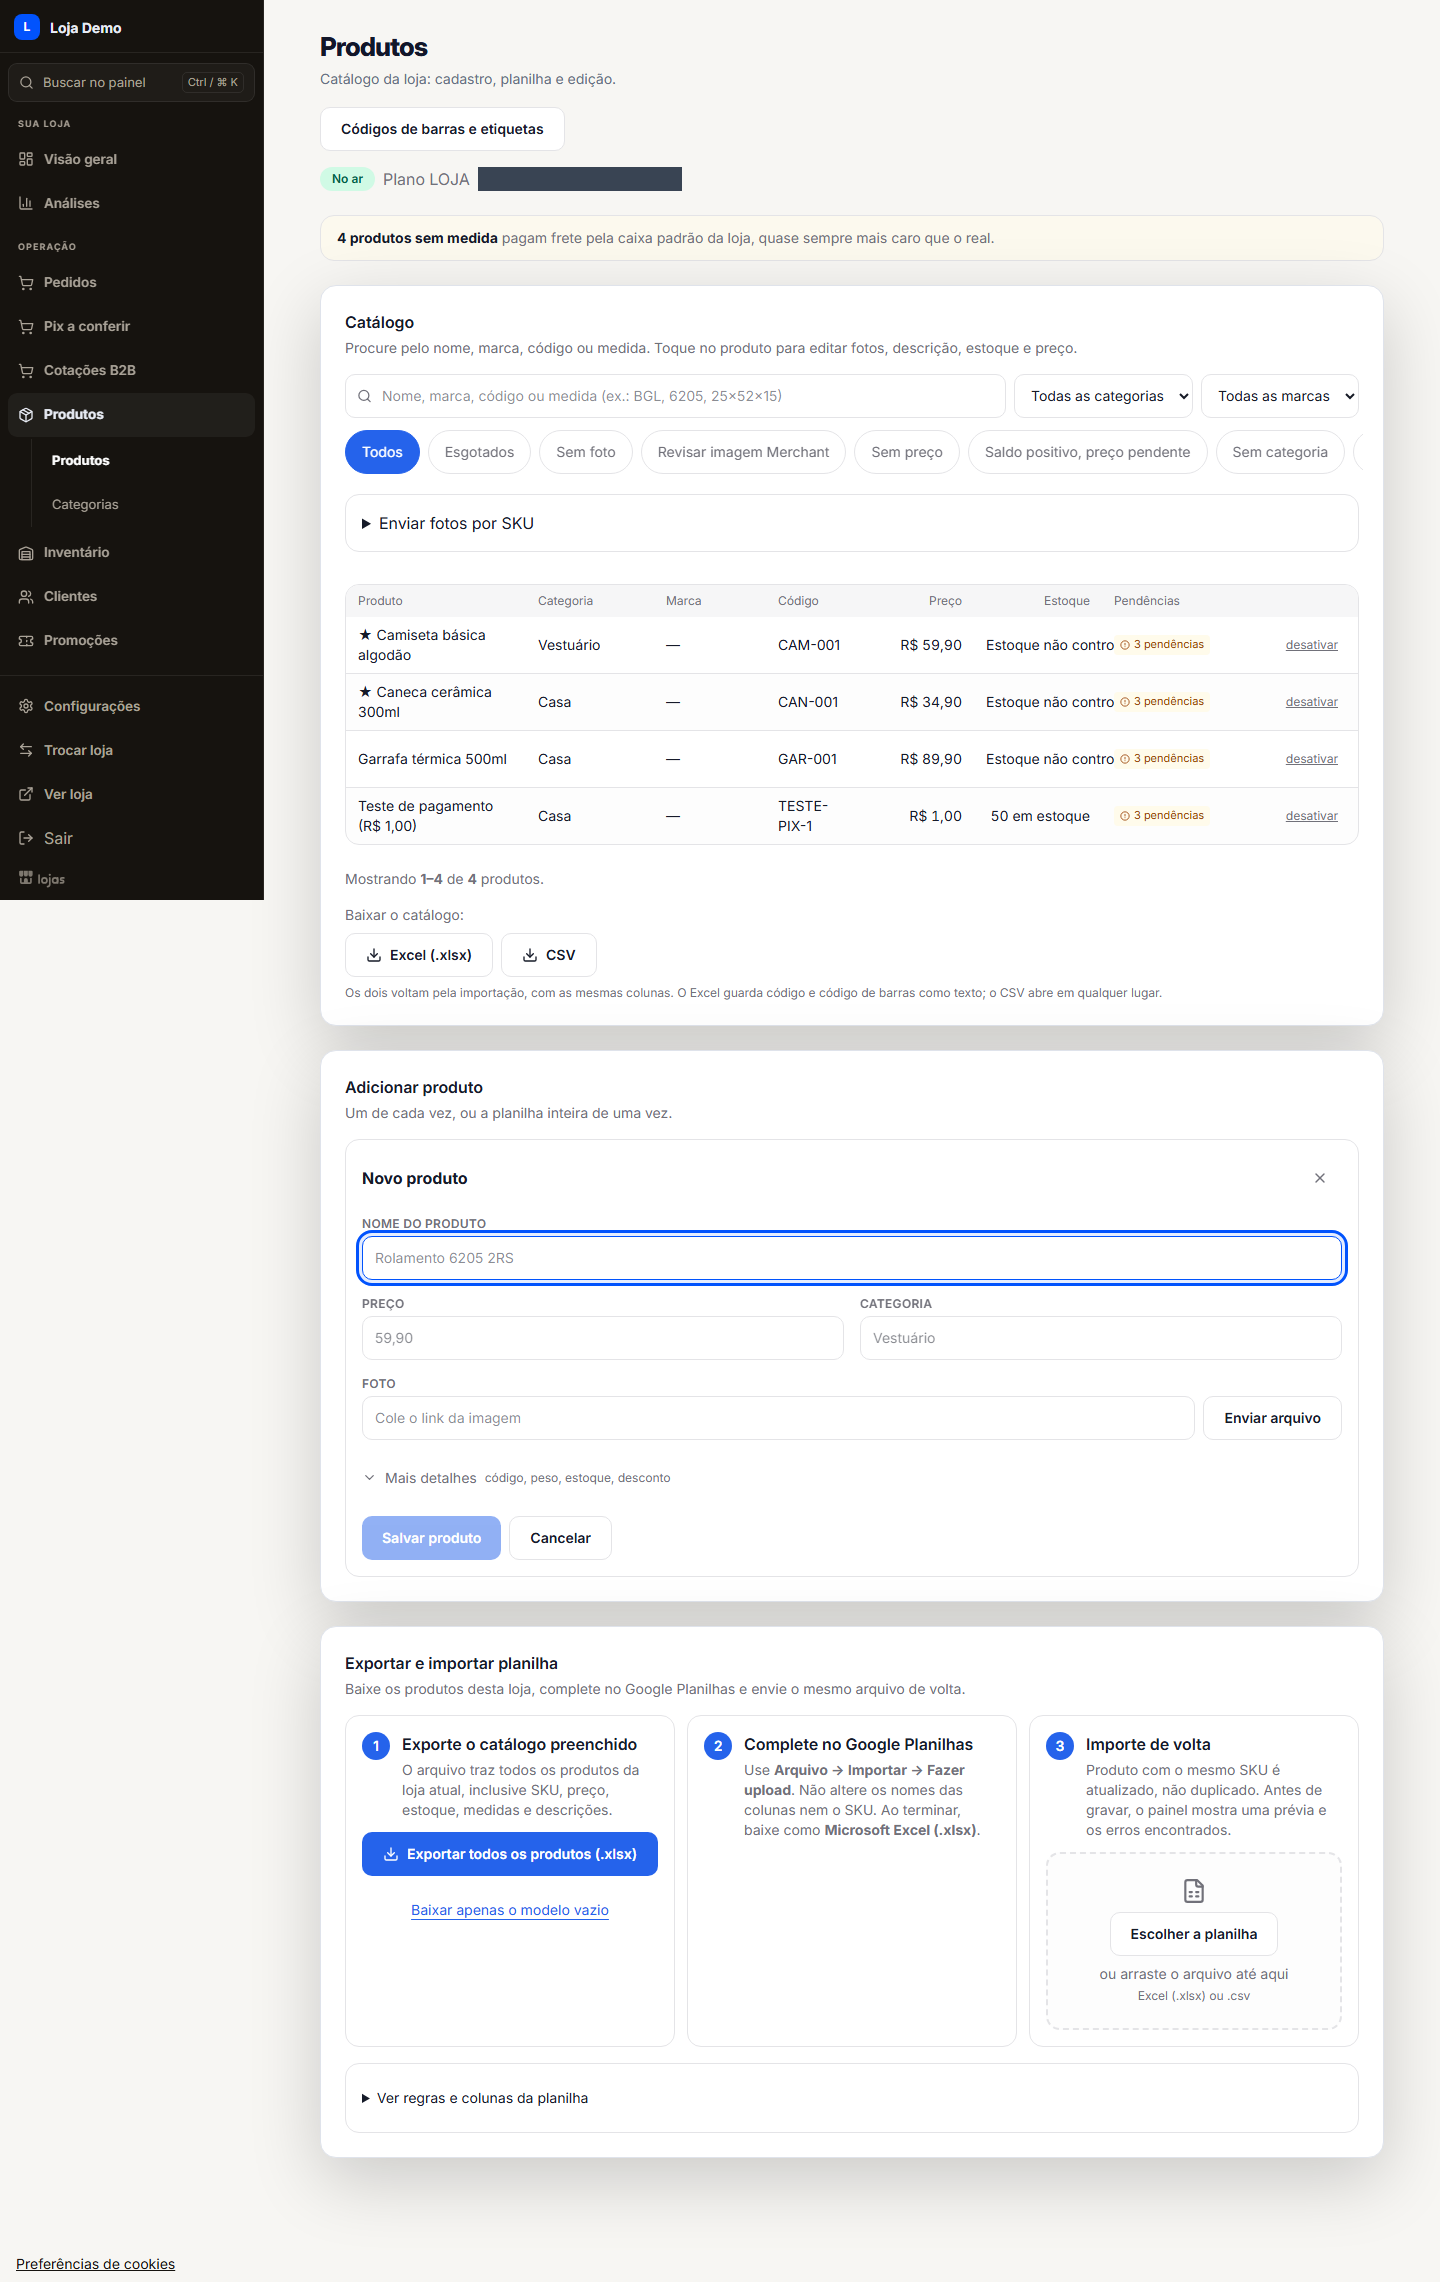 L Loja Demo
Buscar no painel Ctrl / ⌘ K
SUA LOJA
Visão geral
Análises
OPERAÇÃO
Pedidos
Pix a conferir
Cotações B2B
Produtos
Produtos
Categorias
Inventário
Clientes
Promoções
Configurações
Trocar loja
Ver loja
Sair
lojas
Produtos
Catálogo da loja: cadastro, planilha e edição.
Códigos de barras e etiquetas
No ar Plano LOJA
4 produtos sem medida pagam frete pela caixa padrão da loja, quase sempre mais caro que o real.
Catálogo
Procure pelo nome, marca, código ou medida. Toque no produto para editar fotos, descrição, estoque e preço.
Nome, marca, código ou medida (ex.: BGL, 6205, 25×52×15) Todas as categorias Todas as marcas
Todos Esgotados Sem foto Revisar imagem Merchant Sem preço Saldo positivo, preço pendente Sem categoria
▶ Enviar fotos por SKU
Produto Categoria Marca Código Preço Estoque Pendências
★ Camiseta básica algodão Vestuário — CAM-001 R$ 59,90 Estoque não contro 3 pendências desativar
★ Caneca cerâmica 300ml Casa — CAN-001 R$ 34,90 Estoque não contro 3 pendências desativar
Garrafa térmica 500ml Casa — GAR-001 R$ 89,90 Estoque não contro 3 pendências desativar
Teste de pagamento (R$ 1,00) Casa — TESTE-PIX-1 R$ 1,00 50 em estoque 3 pendências desativar
Mostrando 1–4 de 4 produtos.
Baixar o catálogo:
Excel (.xlsx) CSV
Os dois voltam pela importação, com as mesmas colunas. O Excel guarda código e código de barras como texto; o CSV abre em qualquer lugar.
Adicionar produto
Um de cada vez, ou a planilha inteira de uma vez.
Novo produto
NOME DO PRODUTO
Rolamento 6205 2RS
PREÇO CATEGORIA
59,90 Vestuário
FOTO
Cole o link da imagem Enviar arquivo
Mais detalhes código, peso, estoque, desconto
Salvar produto Cancelar
Exportar e importar planilha
Baixe os produtos desta loja, complete no Google Planilhas e envie o mesmo arquivo de volta.
1 Exporte o catálogo preenchido
O arquivo traz todos os produtos da
loja atual, inclusive SKU, preço,
estoque, medidas e descrições.
Exportar todos os produtos (.xlsx)
Baixar apenas o modelo vazio
2 Complete no Google Planilhas
Use Arquivo → Importar → Fazer
upload. Não altere os nomes das
colunas nem o SKU. Ao terminar,
baixe como Microsoft Excel (.xlsx).
3 Importe de volta
Produto com o mesmo SKU é
atualizado, não duplicado. Antes de
gravar, o painel mostra uma prévia e
os erros encontrados.
Escolher a planilha
ou arraste o arquivo até aqui
Excel (.xlsx) ou .csv
▶ Ver regras e colunas da planilha
Preferências de cookies